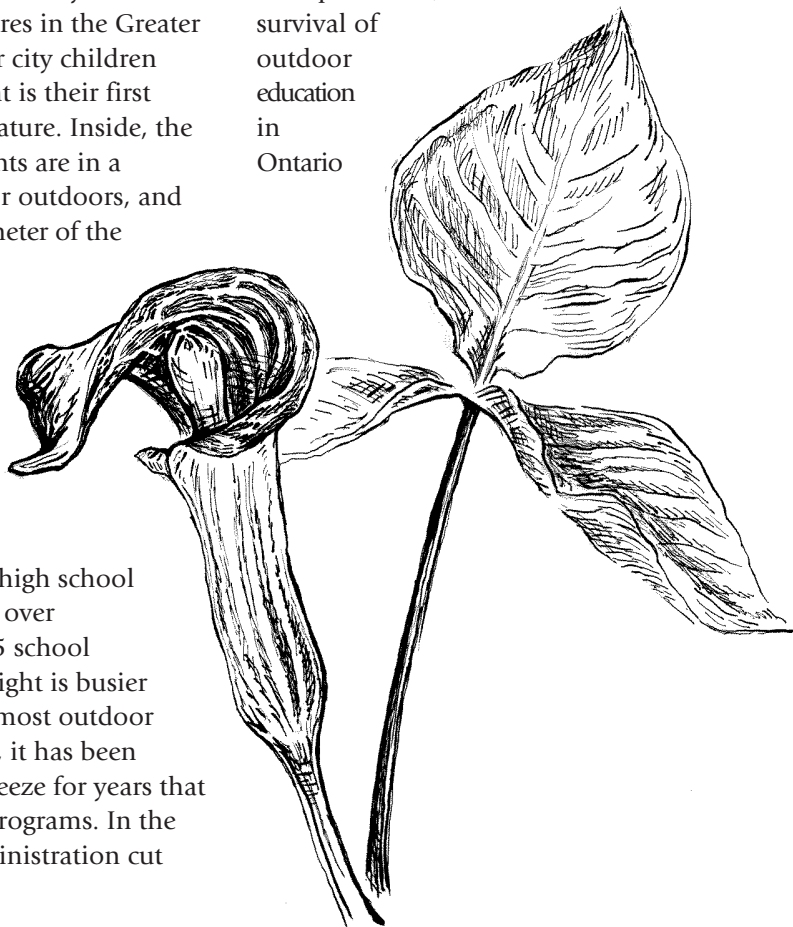 res in the Greater
r city children
t is their first
ature. Inside, the
nts are in a
r outdoors, and
neter of the
high school
over
5 school
ight is busier
most outdoor
, it has been
eeze for years that
rograms. In the
inistration cut
survival of
outdoor
education
in
Ontario